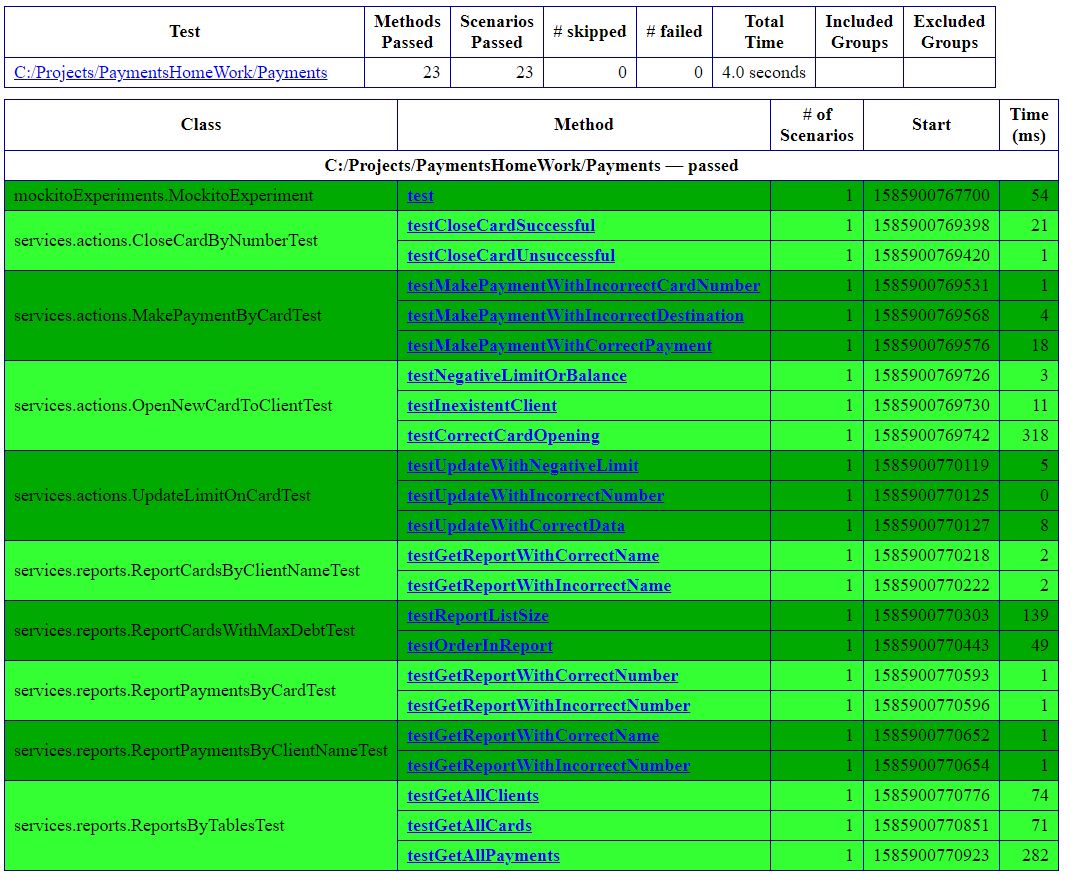 Test Methods Passed Scenarios Passed # skipped # failed Total Time Included Groups Excluded Groups
C:/Projects/PaymentsHomeWork/Payments 23 23 0 0 4.0 seconds
Class Method # of Scenarios Start Time (ms)
C:/Projects/PaymentsHomeWork/Payments — passed
mockitoExperiments.MockitoExperiment test 1 1585900767700 54
services.actions.CloseCardByNumberTest testCloseCardSuccessful 1 1585900769398 21
testCloseCardUnsuccessful 1 1585900769420 1
services.actions.MakePaymentByCardTest testMakePaymentWithIncorrectCardNumber 1 1585900769531 1
testMakePaymentWithIncorrectDestination 1 1585900769568 4
testMakePaymentWithCorrectPayment 1 1585900769576 18
services.actions.OpenNewCardToClientTest testNegativeLimitOrBalance 1 1585900769726 3
testInexistentClient 1 1585900769730 11
testCorrectCardOpening 1 1585900769742 318
services.actions.UpdateLimitOnCardTest testUpdateWithNegativeLimit 1 1585900770119 5
testUpdateWithIncorrectNumber 1 1585900770125 0
testUpdateWithCorrectData 1 1585900770127 8
services.reports.ReportCardsByClientNameTest testGetReportWithCorrectName 1 1585900770218 2
testGetReportWithIncorrectName 1 1585900770222 2
services.reports.ReportCardsWithMaxDebtTest testReportListSize 1 1585900770303 139
testOrderInReport 1 1585900770443 49
services.reports.ReportPaymentsByCardTest testGetReportWithCorrectNumber 1 1585900770593 1
testGetReportWithIncorrectNumber 1 1585900770596 1
services.reports.ReportPaymentsByClientNameTest testGetReportWithCorrectName 1 1585900770652 1
testGetReportWithIncorrectNumber 1 1585900770654 1
services.reports.ReportsByTablesTest testGetAllClients 1 1585900770776 74
testGetAllCards 1 1585900770851 71
testGetAllPayments 1 1585900770923 282